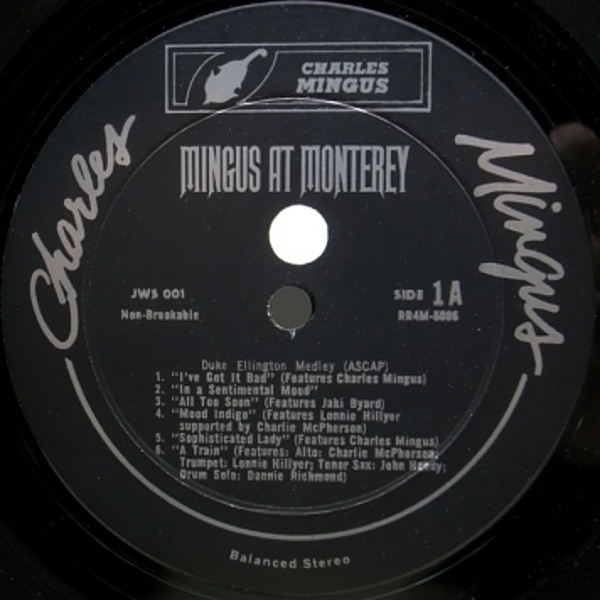 CHARLES
MINGUS
MINGUS AT MONTEREY
Charles
Mingus
JWS 001
Non-Breakable
SIDE 1A
RR4M-5006
Duke Ellington Medley (ASCAP)
1. "I've Got It Bad" (Features Charles Mingus)
2. "In a Sentimental Mood"
3. "All Too Soon" (Features Jaki Byard)
4. "Mood Indigo" (Features Lonnie Hillyer
supported by Charlie McPherson)
5. "Sophisticated Lady" (Features Charles Mingus)
6. "A Train" (Features: Alto: Charlie McPherson,
Trumpet: Lonnie Hillyer; Tenor Sax: John Handy;
Drum Solo: Dannie Richmond)
Balanced Stereo